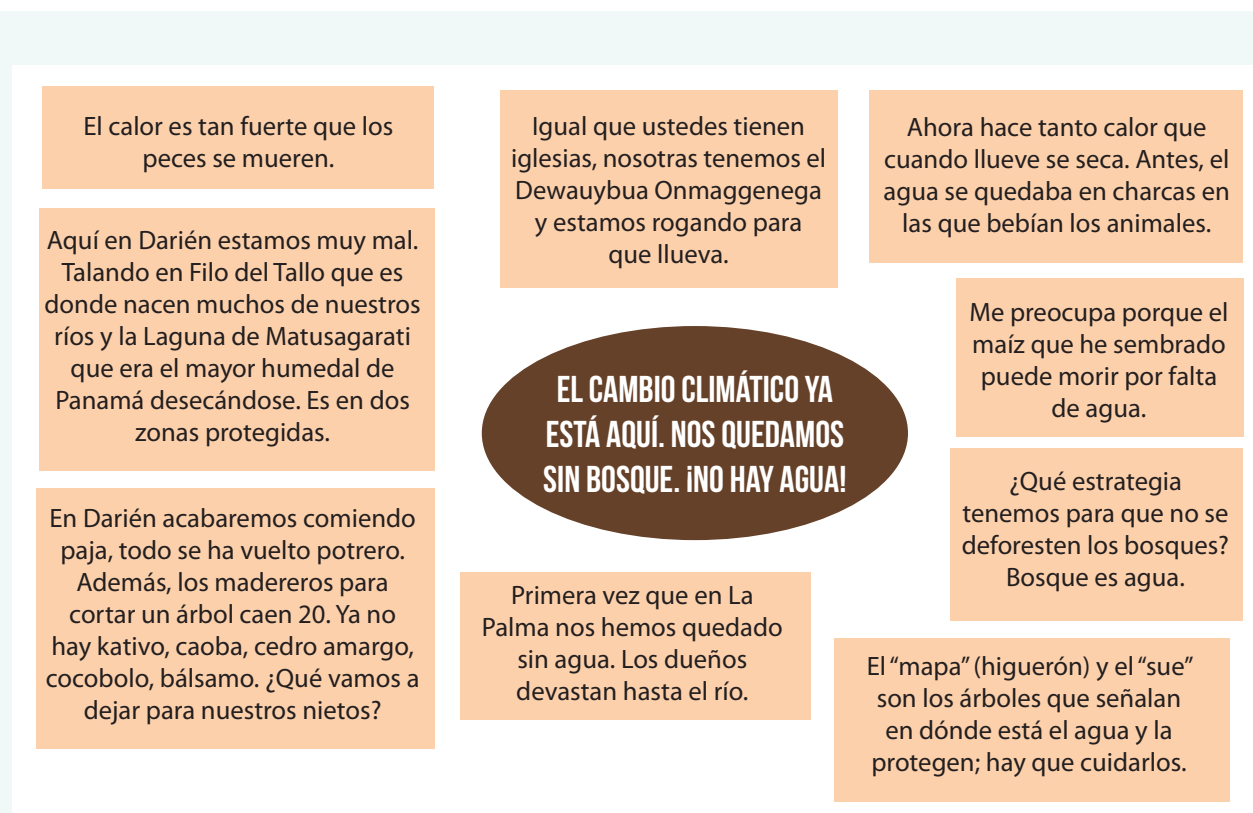 El calor es tan fuerte que los
peces se mueren.
Aquí en Darién estamos muy mal.
Talando en Filo del Tallo que es
donde nacen muchos de nuestros
ríos y la Laguna de Matusagarati
que era el mayor humedal de
Panamá desecándose. Es en dos
zonas protegidas.
En Darién acabaremos comiendo
paja, todo se ha vuelto potrero.
Además, los madereros para
cortar un árbol caen 20. Ya no
hay kativo, caoba, cedro amargo,
cocobolo, bálsamo. ¿Qué vamos a
dejar para nuestros nietos?
Igual que ustedes tienen
iglesias, nosotras tenemos el
Dewauybua Onmaggenega
y estamos rogando para
que llueva.
EL CAMBIO CLIMÁTICO YA
ESTÁ AQUÍ. NOS QUEDAMOS
SIN BOSQUE. ¡NO HAY AGUA!
Primera vez que en La
Palma nos hemos quedado
sin agua. Los dueños
devastan hasta el río.
Ahora hace tanto calor que
cuando llueve se seca. Antes, el
agua se quedaba en charcas en
las que bebían los animales.
Me preocupa porque el
maíz que he sembrado
puede morir por falta
de agua.
¿Qué estrategia
tenemos para que no se
deforesten los bosques?
Bosque es agua.
El “mapa” (higuerón) y el “sue”
son los árboles que señalan
en dónde está el agua y la
protegen; hay que cuidarlos.